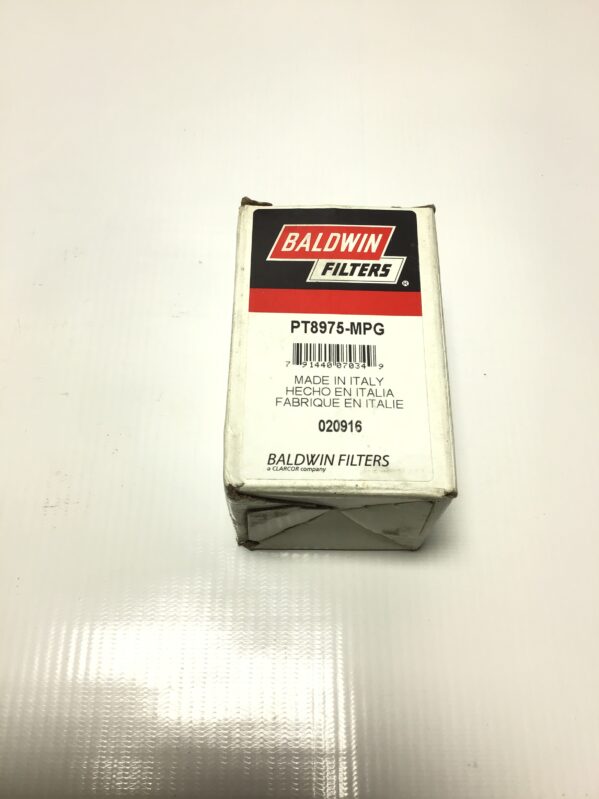 BALDWIN
FILTERS
®
PT8975-MPG
7 91440 07034 9
MADE IN ITALY
HECHO EN ITALIA
FABRIQUE EN ITALIE
020916
BALDWIN FILTERS
a CLARCOR company